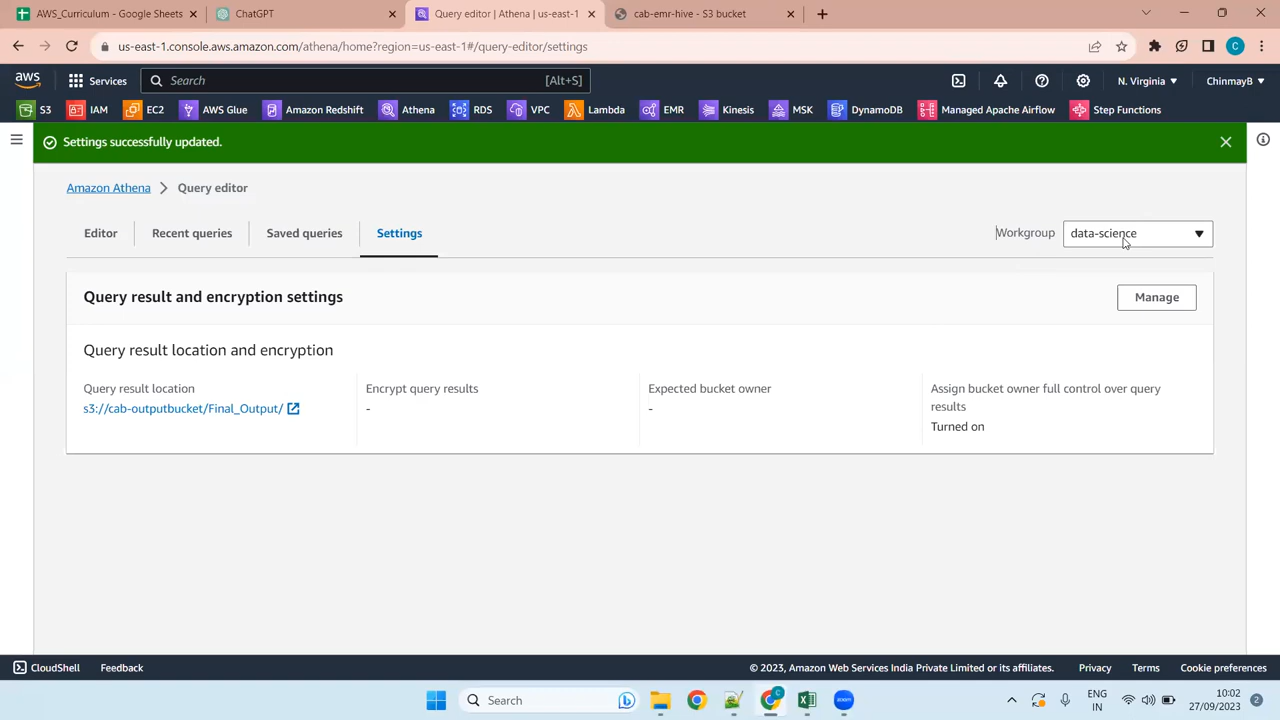 AWS_Curriculum - Google Sheets
ChatGPT
Query editor | Athena | us-east-1
cab-emr-hive - S3 bucket
us-east-1.console.aws.amazon.com/athena/home?region=us-east-1#/query-editor/settings
C
aws
Services
Search
[Alt+S]
N. Virginia
ChinmayB
S3
IAM
EC2
AWS Glue
Amazon Redshift
Athena
RDS
VPC
Lambda
EMR
Kinesis
MSK
DynamoDB
Managed Apache Airflow
Step Functions
Settings successfully updated.
Amazon Athena
Query editor
Editor
Recent queries
Saved queries
Settings
Workgroup
data-science
Query result and encryption settings
Manage
Query result location and encryption
Query result location
s3://cab-outputbucket/Final_Output/
Encrypt query results
-
Expected bucket owner
-
Assign bucket owner full control over query
results
Turned on
CloudShell
Feedback
© 2023, Amazon Web Services India Private Limited or its affiliates.
Privacy
Terms
Cookie preferences
Search
C
zoom
ENG
IN
10:02
27/09/2023
2